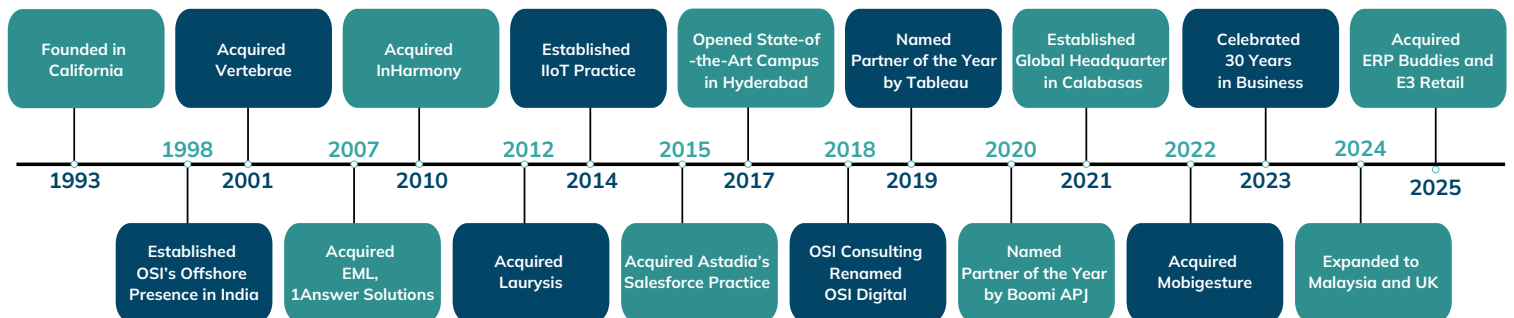 Founded in
California
Acquired
Vertebrae
Acquired
InHarmony
Established
IIoT Practice
Opened State-of
-the-Art Campus
in Hyderabad
Named
Partner of the Year
by Tableau
Established
Global Headquarter
in Calabasas
Celebrated
30 Years
in Business
Acquired
ERP Buddies and
E3 Retail
1998
2007
2012
2015
2018
2020
2022
2024
1993
2001
2010
2014
2017
2019
2021
2023
2025
Established
OSI's Offshore
Presence in India
Acquired
EML,
1Answer Solutions
Acquired
Laurysis
Acquired Astadia's
Salesforce Practice
OSI Consulting
Renamed
OSI Digital
Named
Partner of the Year
by Boomi APJ
Acquired
Mobigesture
Expanded to
Malaysia and UK